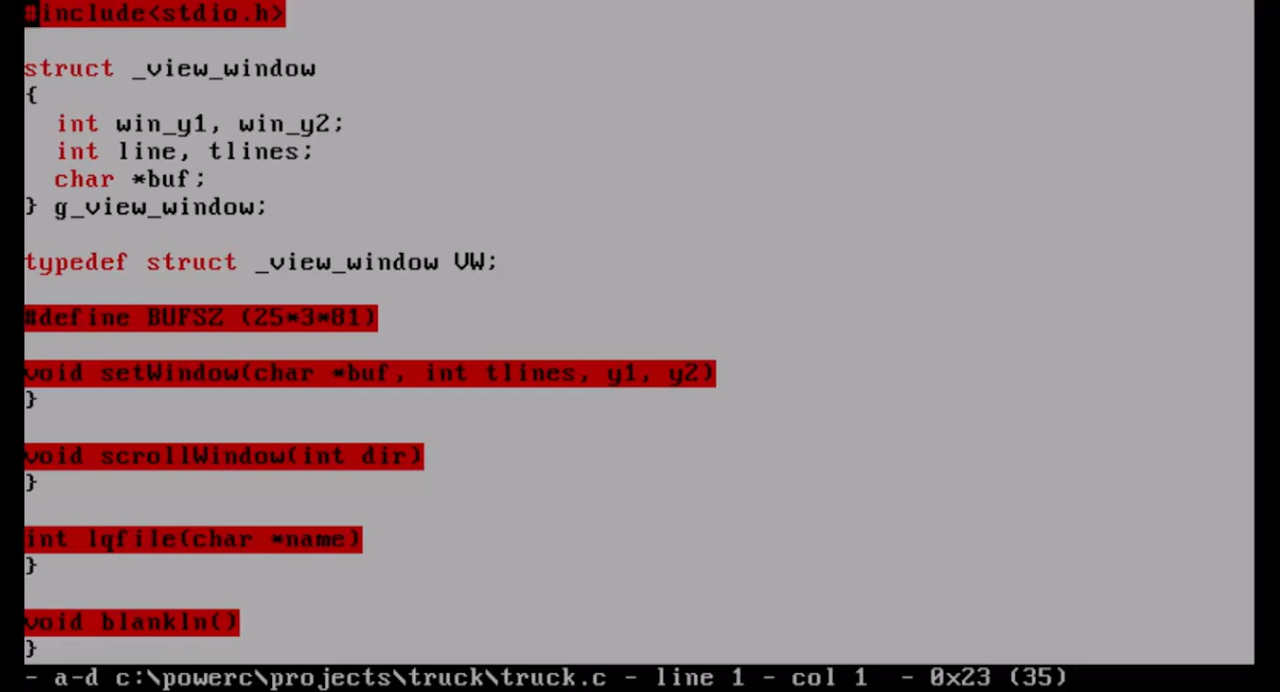 #include<stdio.h>
struct _view_window
{
int win_y1, win_y2;
int line, tlines;
char *buf;
} g_view_window;
typedef struct _view_window VW;
#define BUFSZ (25*3*81)
void setWindow(char *buf, int tlines, y1, y2)
}
void scrollWindow(int dir)
}
int lqfile(char *name)
}
void blankln()
}
- a-d c:\powerc\projects\truck\truck.c - line 1 - col 1 - 0x23 (35)